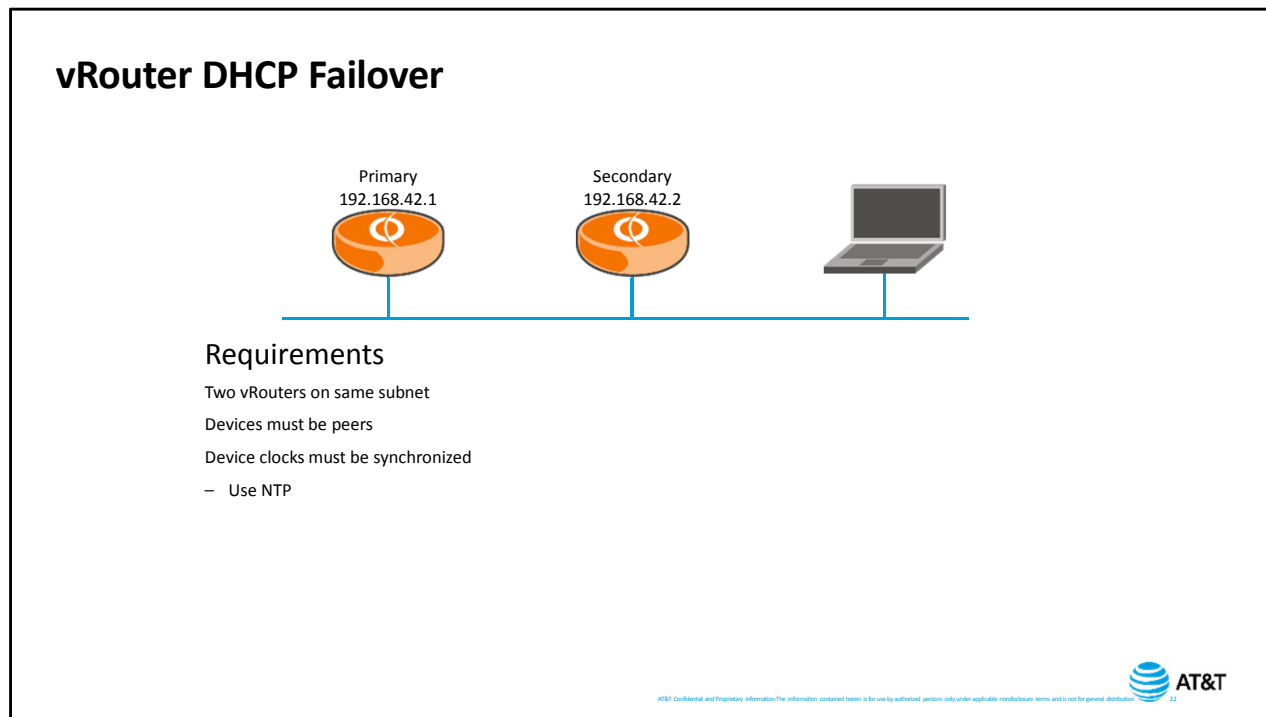 vRouter DHCP Failover
Primary
192.168.42.1
Secondary
192.168.42.2
Requirements
Two vRouters on same subnet
Devices must be peers
Device clocks must be synchronized
– Use NTP
AT&T Confidential and Proprietary Information-The information contained herein is for use by authorized persons only under applicable nondisclosure terms and is not for general distribution
22
AT&T